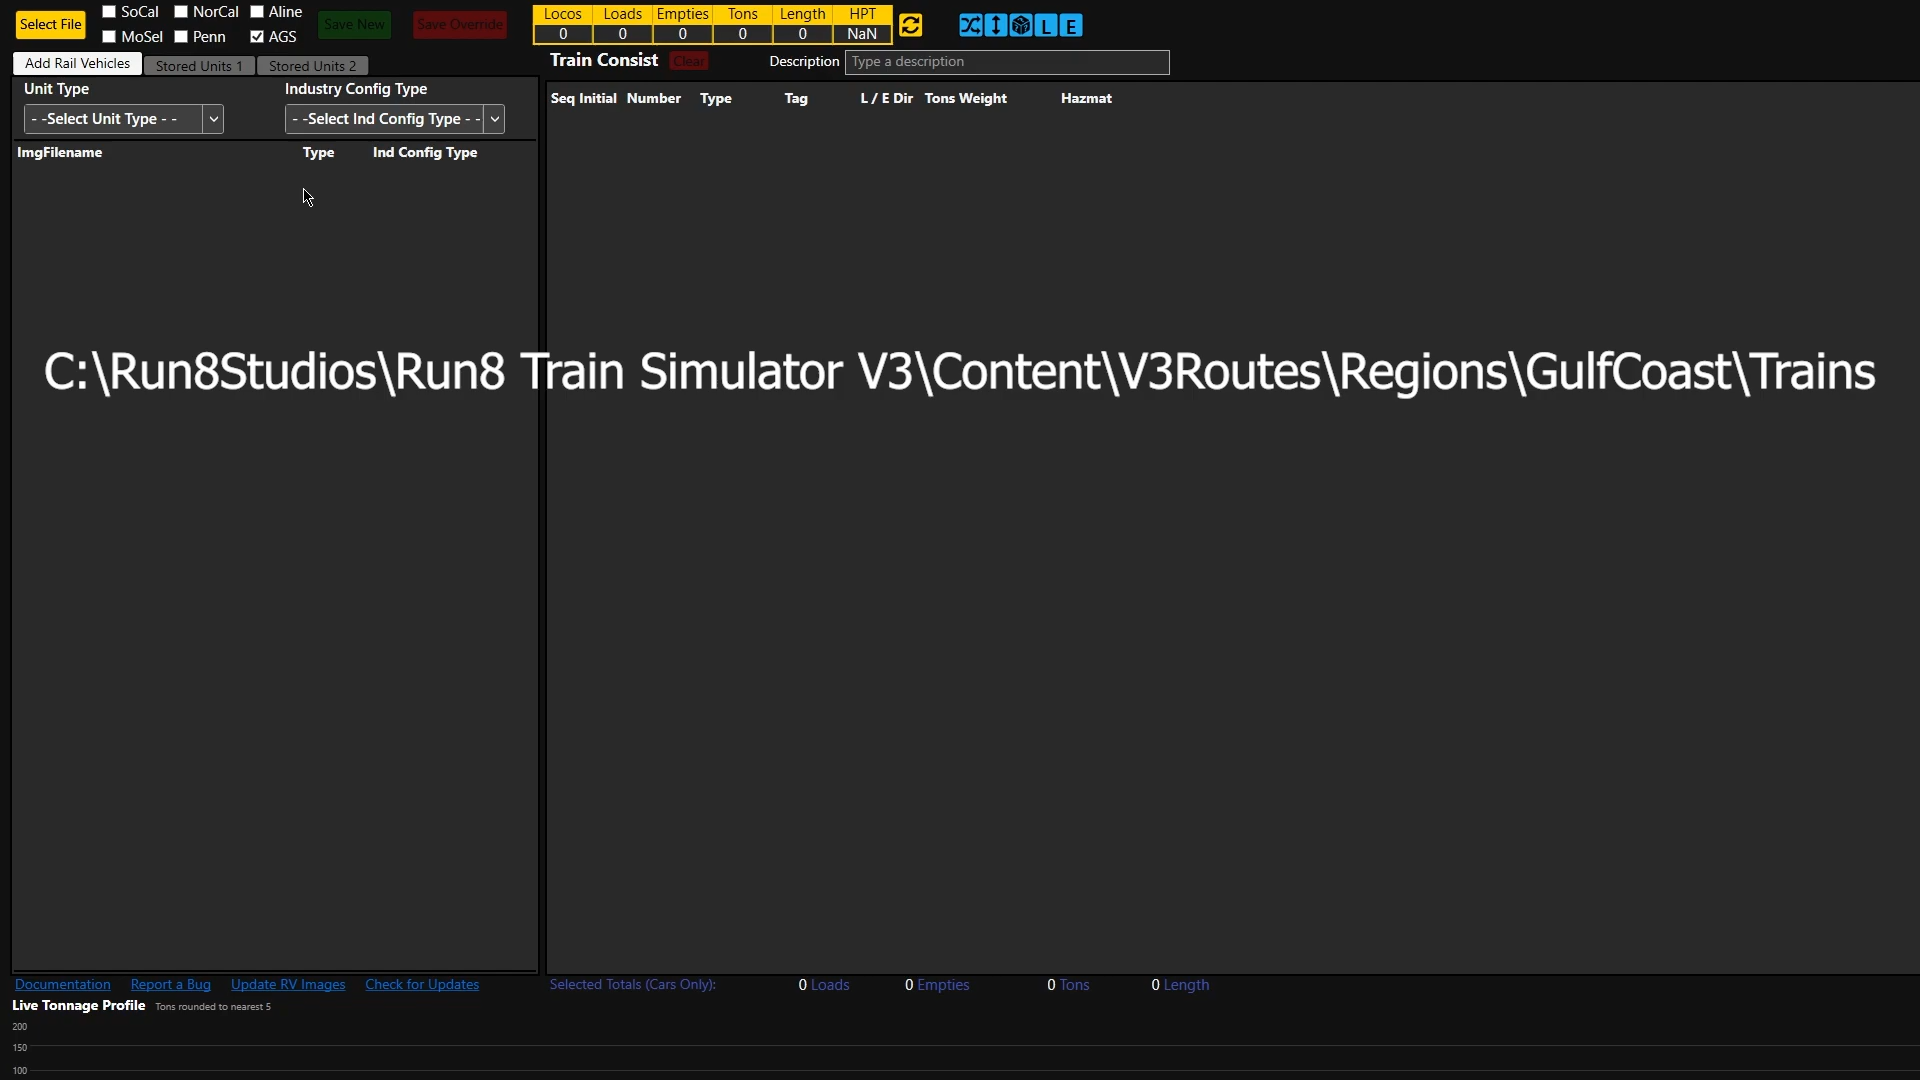 Select File
SoCal NorCal Aline
MoSel Penn AGS
Save New
Save Override
Locos Loads Empties Tons Length HPT
0 0 0 0 0 NaN
L E
Add Rail Vehicles
Stored Units 1
Stored Units 2
Train Consist
Clear
Description
Type a description
Unit Type
Industry Config Type
- -Select Unit Type - -
- -Select Ind Config Type - -
Seq Initial Number Type Tag L / E Dir Tons Weight Hazmat
ImgFilename Type Ind Config Type
C:\Run8Studios\Run8 Train Simulator V3\Content\V3Routes\Regions\GulfCoast\Trains
Documentation Report a Bug Update RV Images Check for Updates
Selected Totals (Cars Only): 0 Loads 0 Empties 0 Tons 0 Length
Live Tonnage Profile Tons rounded to nearest 5
200
150
100